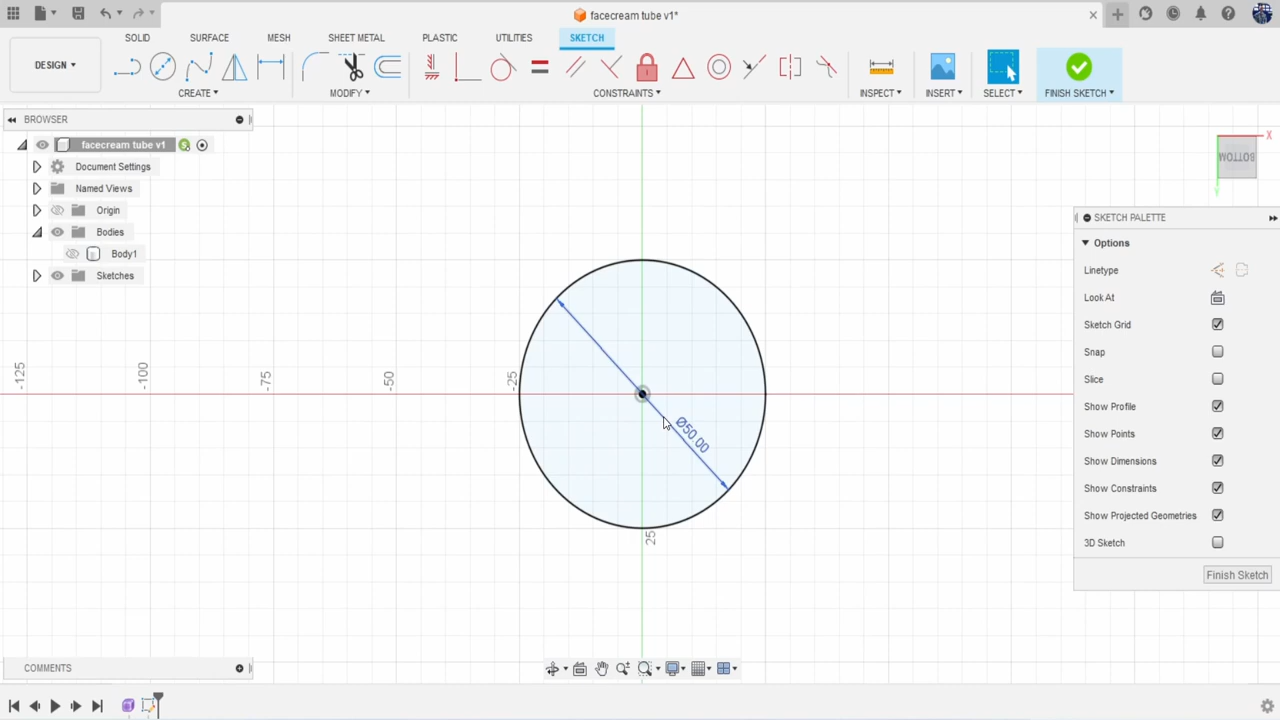 facecream tube v1*
SOLID SURFACE MESH SHEET METAL PLASTIC UTILITIES SKETCH
DESIGN
CREATE MODIFY CONSTRAINTS INSPECT INSERT SELECT FINISH SKETCH
BROWSER
facecream tube v1
Document Settings
Named Views
Origin
Bodies
Body1
Sketches
X
BOTTOM
Y
SKETCH PALETTE
Options
Linetype
Look At
Sketch Grid
Snap
Slice
Show Profile
Show Points
Show Dimensions
Show Constraints
Show Projected Geometries
3D Sketch
Finish Sketch
-125
-100
-75
-50
-25
Ø50.00
25
COMMENTS